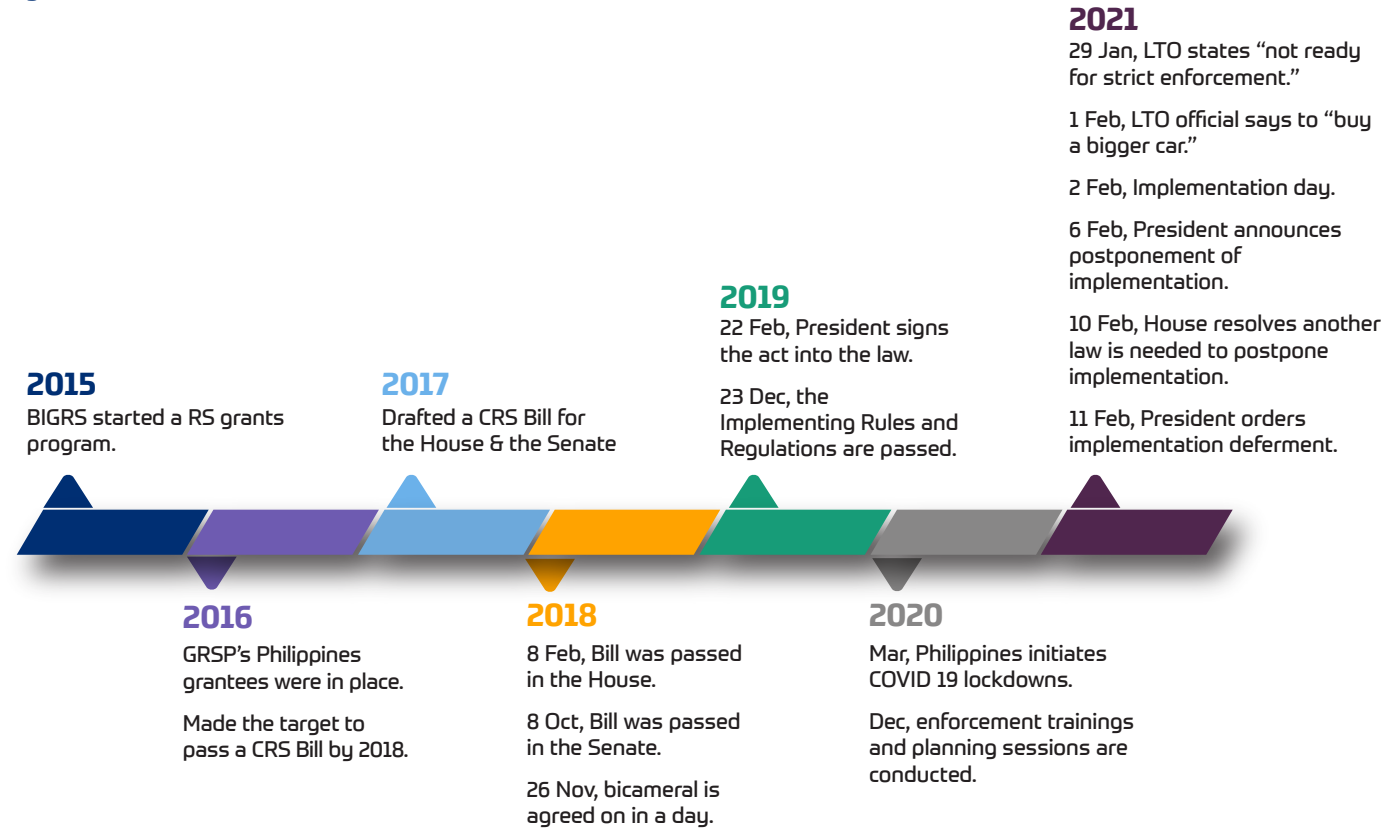 2015
BIGRS started a RS grants
program.
2016
GRSP's Philippines
grantees were in place.
Made the target to
pass a CRS Bill by 2018.
2017
Drafted a CRS Bill for
the House & the Senate
2018
8 Feb, Bill was passed
in the House.
8 Oct, Bill was passed
in the Senate.
26 Nov, bicameral is
agreed on in a day.
2019
22 Feb, President signs
the act into the law.
23 Dec, the
Implementing Rules and
Regulations are passed.
2020
Mar, Philippines initiates
COVID 19 lockdowns.
Dec, enforcement trainings
and planning sessions are
conducted.
2021
29 Jan, LTO states “not ready
for strict enforcement.”
1 Feb, LTO official says to “buy
a bigger car.”
2 Feb, Implementation day.
6 Feb, President announces
postponement of
implementation.
10 Feb, House resolves another
law is needed to postpone
implementation.
11 Feb, President orders
implementation deferment.